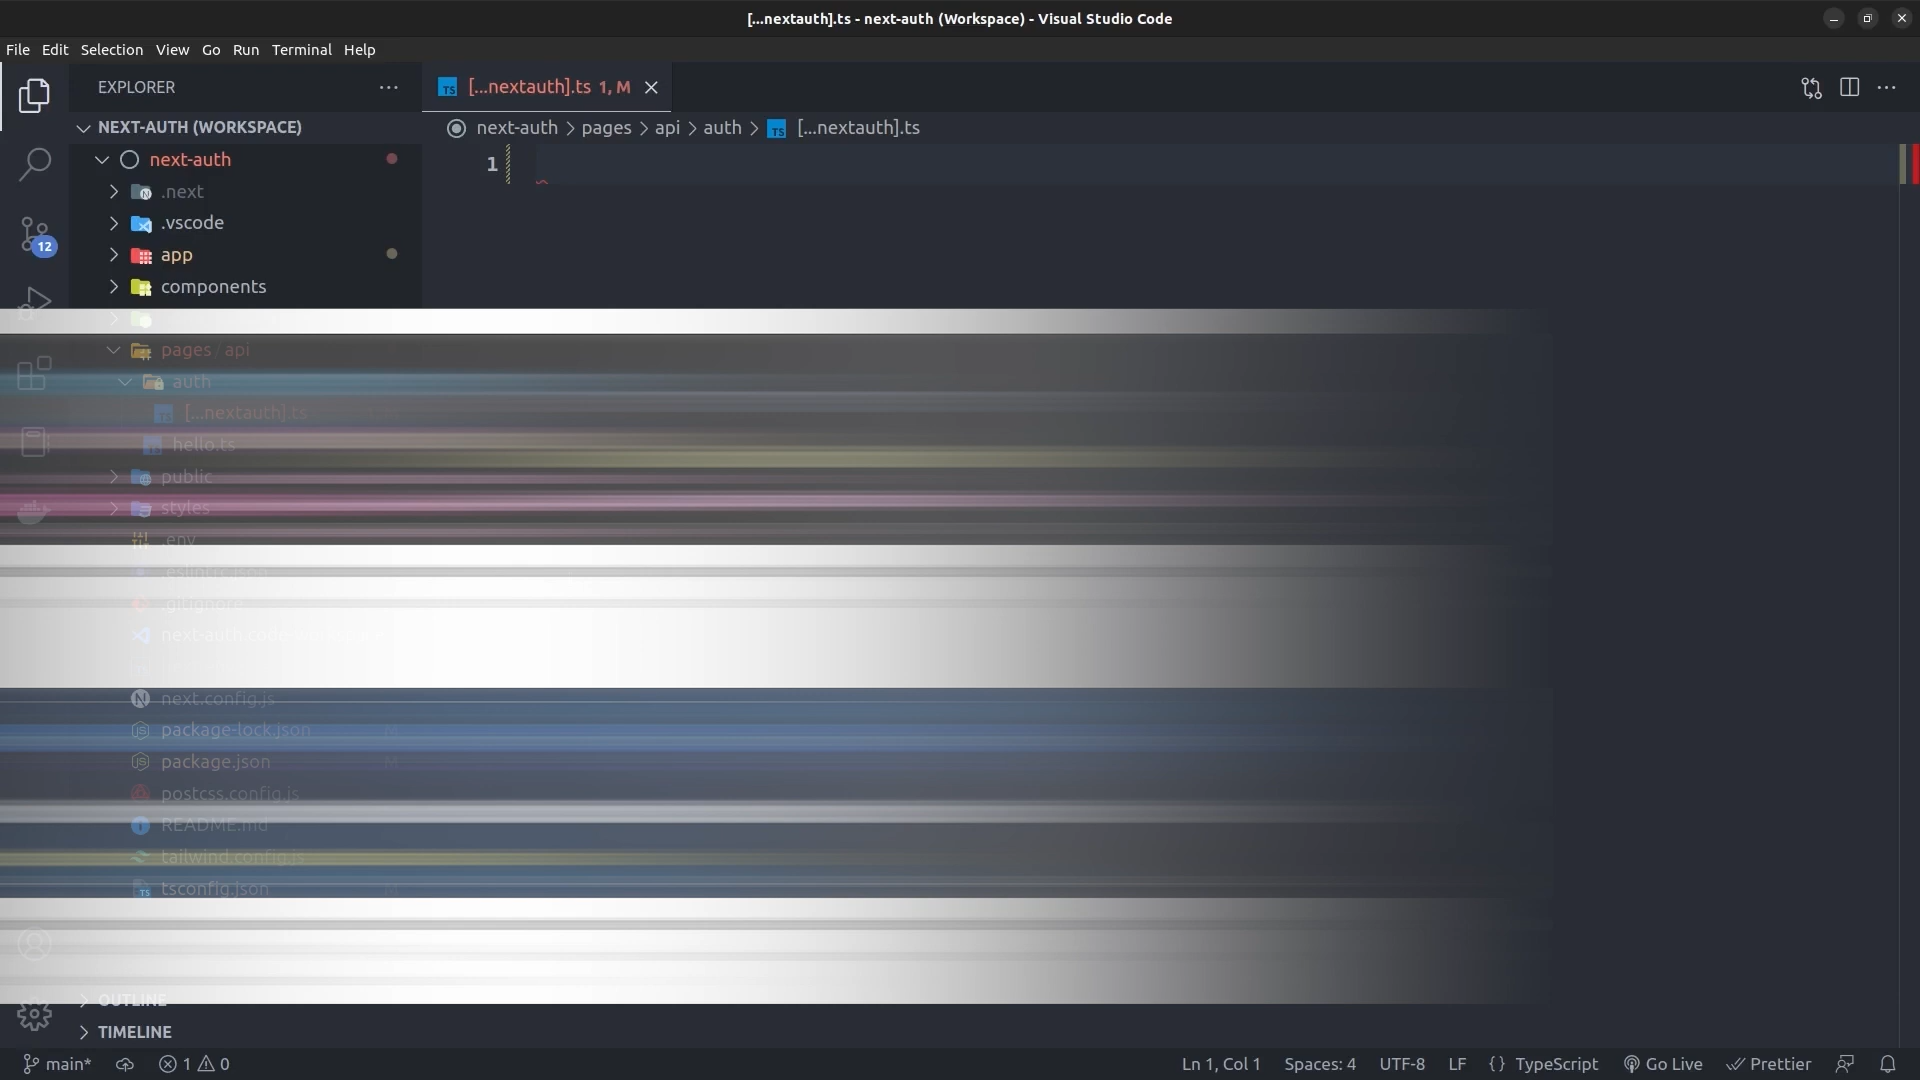 [...nextauth].ts - next-auth (Workspace) - Visual Studio Code
File Edit Selection View Go Run Terminal Help
EXPLORER
[...nextauth].ts 1, M
NEXT-AUTH (WORKSPACE)
next-auth > pages > api > auth > [...nextauth].ts
next-auth
1
.next
.vscode
12
app
components
pages / api
auth
[...nextauth].ts
hello.ts
public
styles
.env
.eslintrc.json
.gitignore
next.config.js
package-lock.json M
package.json M
postcss.config.js
README.md
tailwind.config.js
tsconfig.json M
OUTLINE
TIMELINE
main* 1 0 Ln 1, Col 1 Spaces: 4 UTF-8 LF {} TypeScript Go Live Prettier